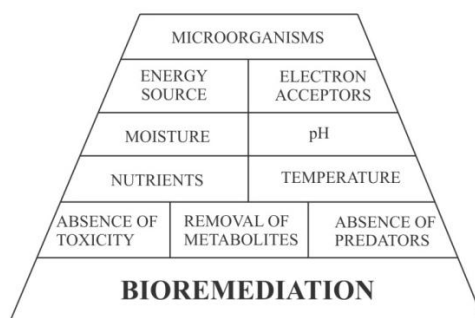 MICROORGANISMS
ENERGY
SOURCE
ELECTRON
ACCEPTORS
MOISTURE
pH
NUTRIENTS
TEMPERATURE
ABSENCE OF
TOXICITY
REMOVAL OF
METABOLITES
ABSENCE OF
PREDATORS
BIOREMEDIATION